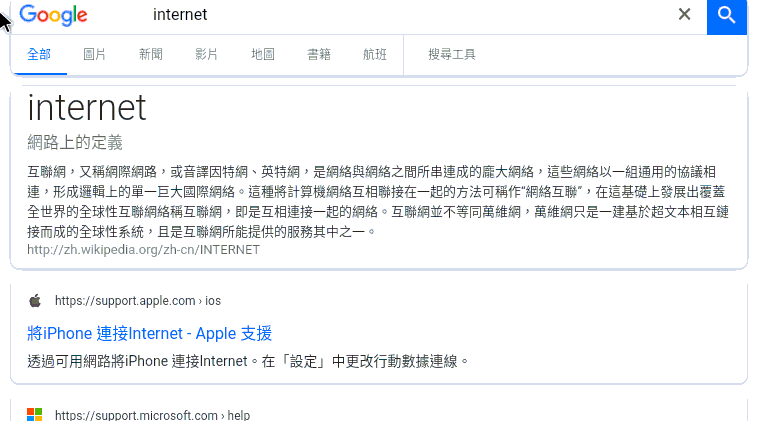 Google internet
全部 圖片 新聞 影片 地圖 書籍 航班 搜尋工具
internet
網路上的定義
互聯網，又稱網際網路，或音譯因特網、英特網，是網絡與網絡之間所串連成的龐大網絡，這些網絡以一組通用的協議相
連，形成邏輯上的單一巨大國際網絡。這種將計算機網絡互相聯接在一起的方法可稱作“網絡互聯”，在這基礎上發展出覆蓋
全世界的全球性互聯網絡稱互聯網，即是互相連接一起的網絡。互聯網並不等同萬維網，萬維網只是一建基於超文本相互鏈
接而成的全球性系統，且是互聯網所能提供的服務其中之一。
http://zh.wikipedia.org/zh-cn/INTERNET
https://support.apple.com › ios
將iPhone 連接Internet - Apple 支援
透過可用網路將iPhone 連接Internet。在「設定」中更改行動數據連線。
https://support.microsoft.com › help